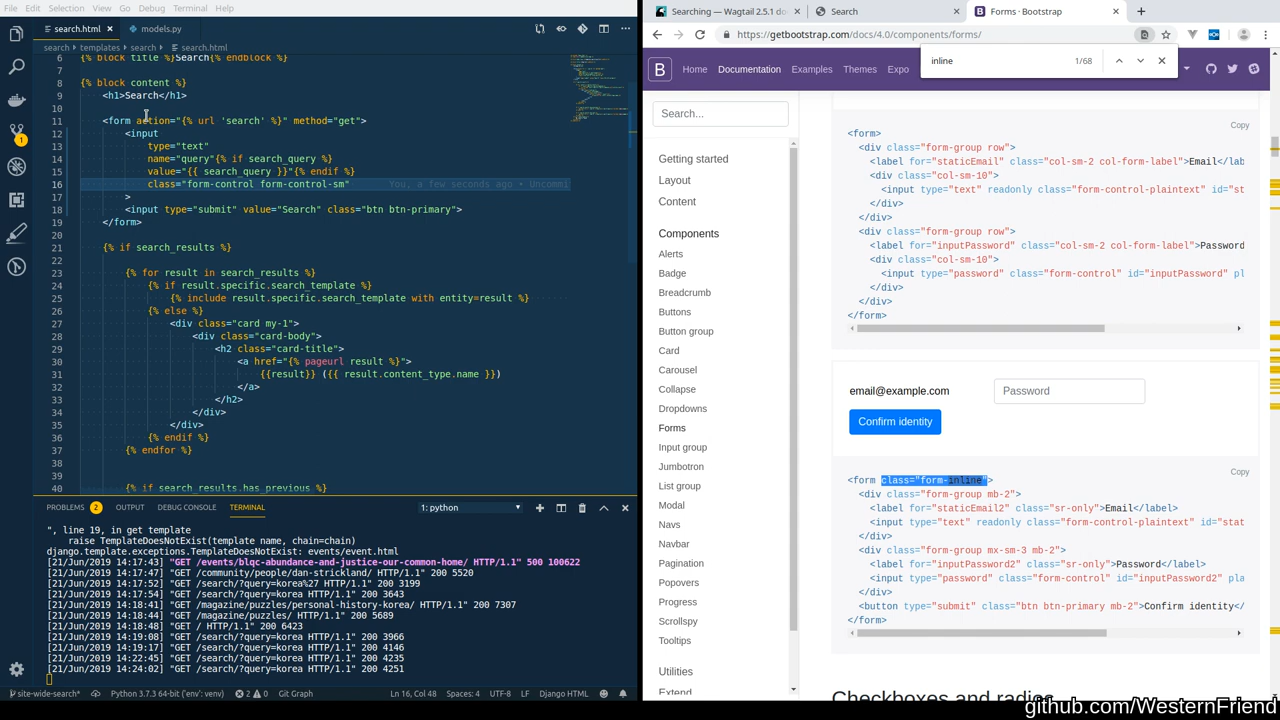 File Edit Selection View Go Debug Terminal Help
search.html
models.py
search templates search search.html
6 {% block title %}Search{% endblock %}
7
8 {% block content %}
9 <h1>Search</h1>
10
11 <form action="{% url 'search' %}" method="get">
12 <input
13 type="text"
14 name="query"{% if search_query %}
15 value="{{ search_query }}"{% endif %}
16 class="form-control form-control-sm" You, a few seconds ago • Uncommi
17 >
18 <input type="submit" value="Search" class="btn btn-primary">
19 </form>
20
21 {% if search_results %}
22
23 {% for result in search_results %}
24 {% if result.specific.search_template %}
25 {% include result.specific.search_template with entity=result %}
26 {% else %}
27 <div class="card my-1">
28 <div class="card-body">
29 <h2 class="card-title">
30 <a href="{% pageurl result %}">
31 {{result}} ({{ result.content_type.name }})
32 </a>
33 </h2>
34 </div>
35 </div>
36 {% endif %}
37 {% endfor %}
38
39
40 {% if search_results.has_previous %}
PROBLEMS 2 OUTPUT DEBUG CONSOLE TERMINAL 1: python
", line 19, in get_template
raise TemplateDoesNotExist(template_name, chain=chain)
django.template.exceptions.TemplateDoesNotExist: events/event.html
[21/Jun/2019 14:17:43] "GET /events/blqc-abundance-and-justice-our-common-home/ HTTP/1.1" 500 100622
[21/Jun/2019 14:17:47] "GET /community/people/dan-strickland/ HTTP/1.1" 200 5520
[21/Jun/2019 14:17:52] "GET /search/?query=korea%27 HTTP/1.1" 200 3199
[21/Jun/2019 14:17:54] "GET /search/?query=korea HTTP/1.1" 200 3643
[21/Jun/2019 14:18:41] "GET /magazine/puzzles/personal-history-korea/ HTTP/1.1" 200 7307
[21/Jun/2019 14:18:44] "GET /magazine/puzzles/ HTTP/1.1" 200 5689
[21/Jun/2019 14:18:48] "GET / HTTP/1.1" 200 6423
[21/Jun/2019 14:19:08] "GET /search/?query=korea HTTP/1.1" 200 3966
[21/Jun/2019 14:19:17] "GET /search/?query=korea HTTP/1.1" 200 4146
[21/Jun/2019 14:22:45] "GET /search/?query=korea HTTP/1.1" 200 4235
[21/Jun/2019 14:24:02] "GET /search/?query=korea HTTP/1.1" 200 4251
site-wide-search* Python 3.7.3 64-bit ('env': venv) 2 0 Git Graph Ln 16, Col 48 Spaces: 4 UTF-8 LF Django HTML
1
Searching — Wagtail 2.5.1 do
Search
Forms · Bootstrap
https://getbootstrap.com/docs/4.0/components/forms/
inline 1/68
B Home Documentation Examples Themes Expo
Search...
Getting started
Layout
Content
Components
Alerts
Badge
Breadcrumb
Buttons
Button group
Card
Carousel
Collapse
Dropdowns
Forms
Input group
Jumbotron
List group
Modal
Navs
Navbar
Pagination
Popovers
Progress
Scrollspy
Tooltips
Utilities
Extend
Copy
<form>
<div class="form-group row">
<label for="staticEmail" class="col-sm-2 col-form-label">Email</lab
<div class="col-sm-10">
<input type="text" readonly class="form-control-plaintext" id="st
</div>
</div>
<div class="form-group row">
<label for="inputPassword" class="col-sm-2 col-form-label">Password
<div class="col-sm-10">
<input type="password" class="form-control" id="inputPassword" pl
</div>
</div>
</form>
email@example.com Password
Confirm identity
Copy
<form class="form-inline">
<div class="form-group mb-2">
<label for="staticEmail2" class="sr-only">Email</label>
<input type="text" readonly class="form-control-plaintext" id="stat
</div>
<div class="form-group mx-sm-3 mb-2">
<label for="inputPassword2" class="sr-only">Password</label>
<input type="password" class="form-control" id="inputPassword2" pla
</div>
<button type="submit" class="btn btn-primary mb-2">Confirm identity</
</form>
Checkboxes and radios
github.com/WesternFriend